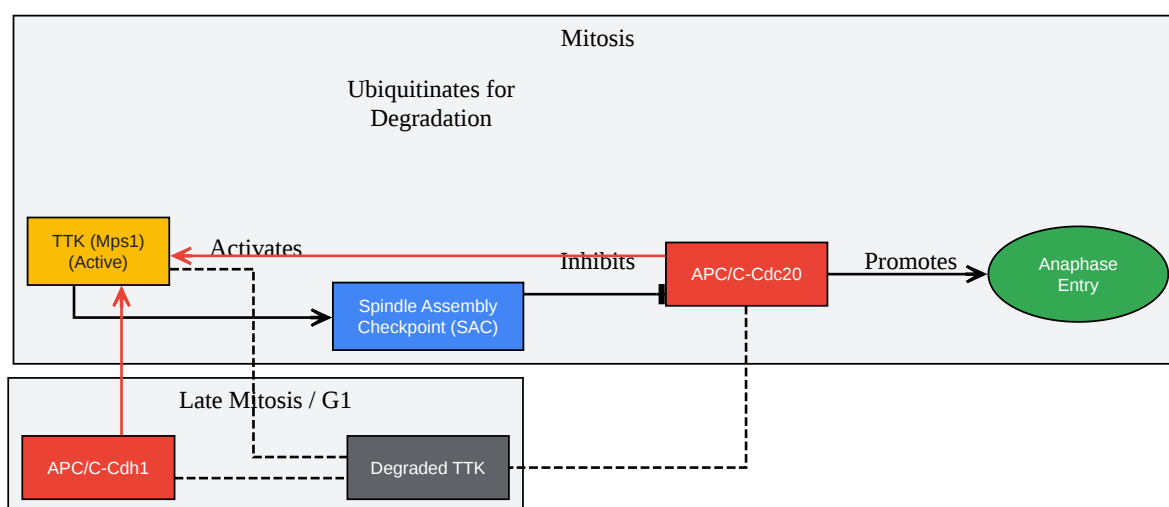 Mitosis
Ubiquitinates for
Degradation
TTK (Mps1)
(Active)
Activates
Inhibits
APC/C-Cdc20
Promotes
Anaphase
Entry
Spindle Assembly
Checkpoint (SAC)
Late Mitosis / G1
APC/C-Cdh1
Degraded TTK